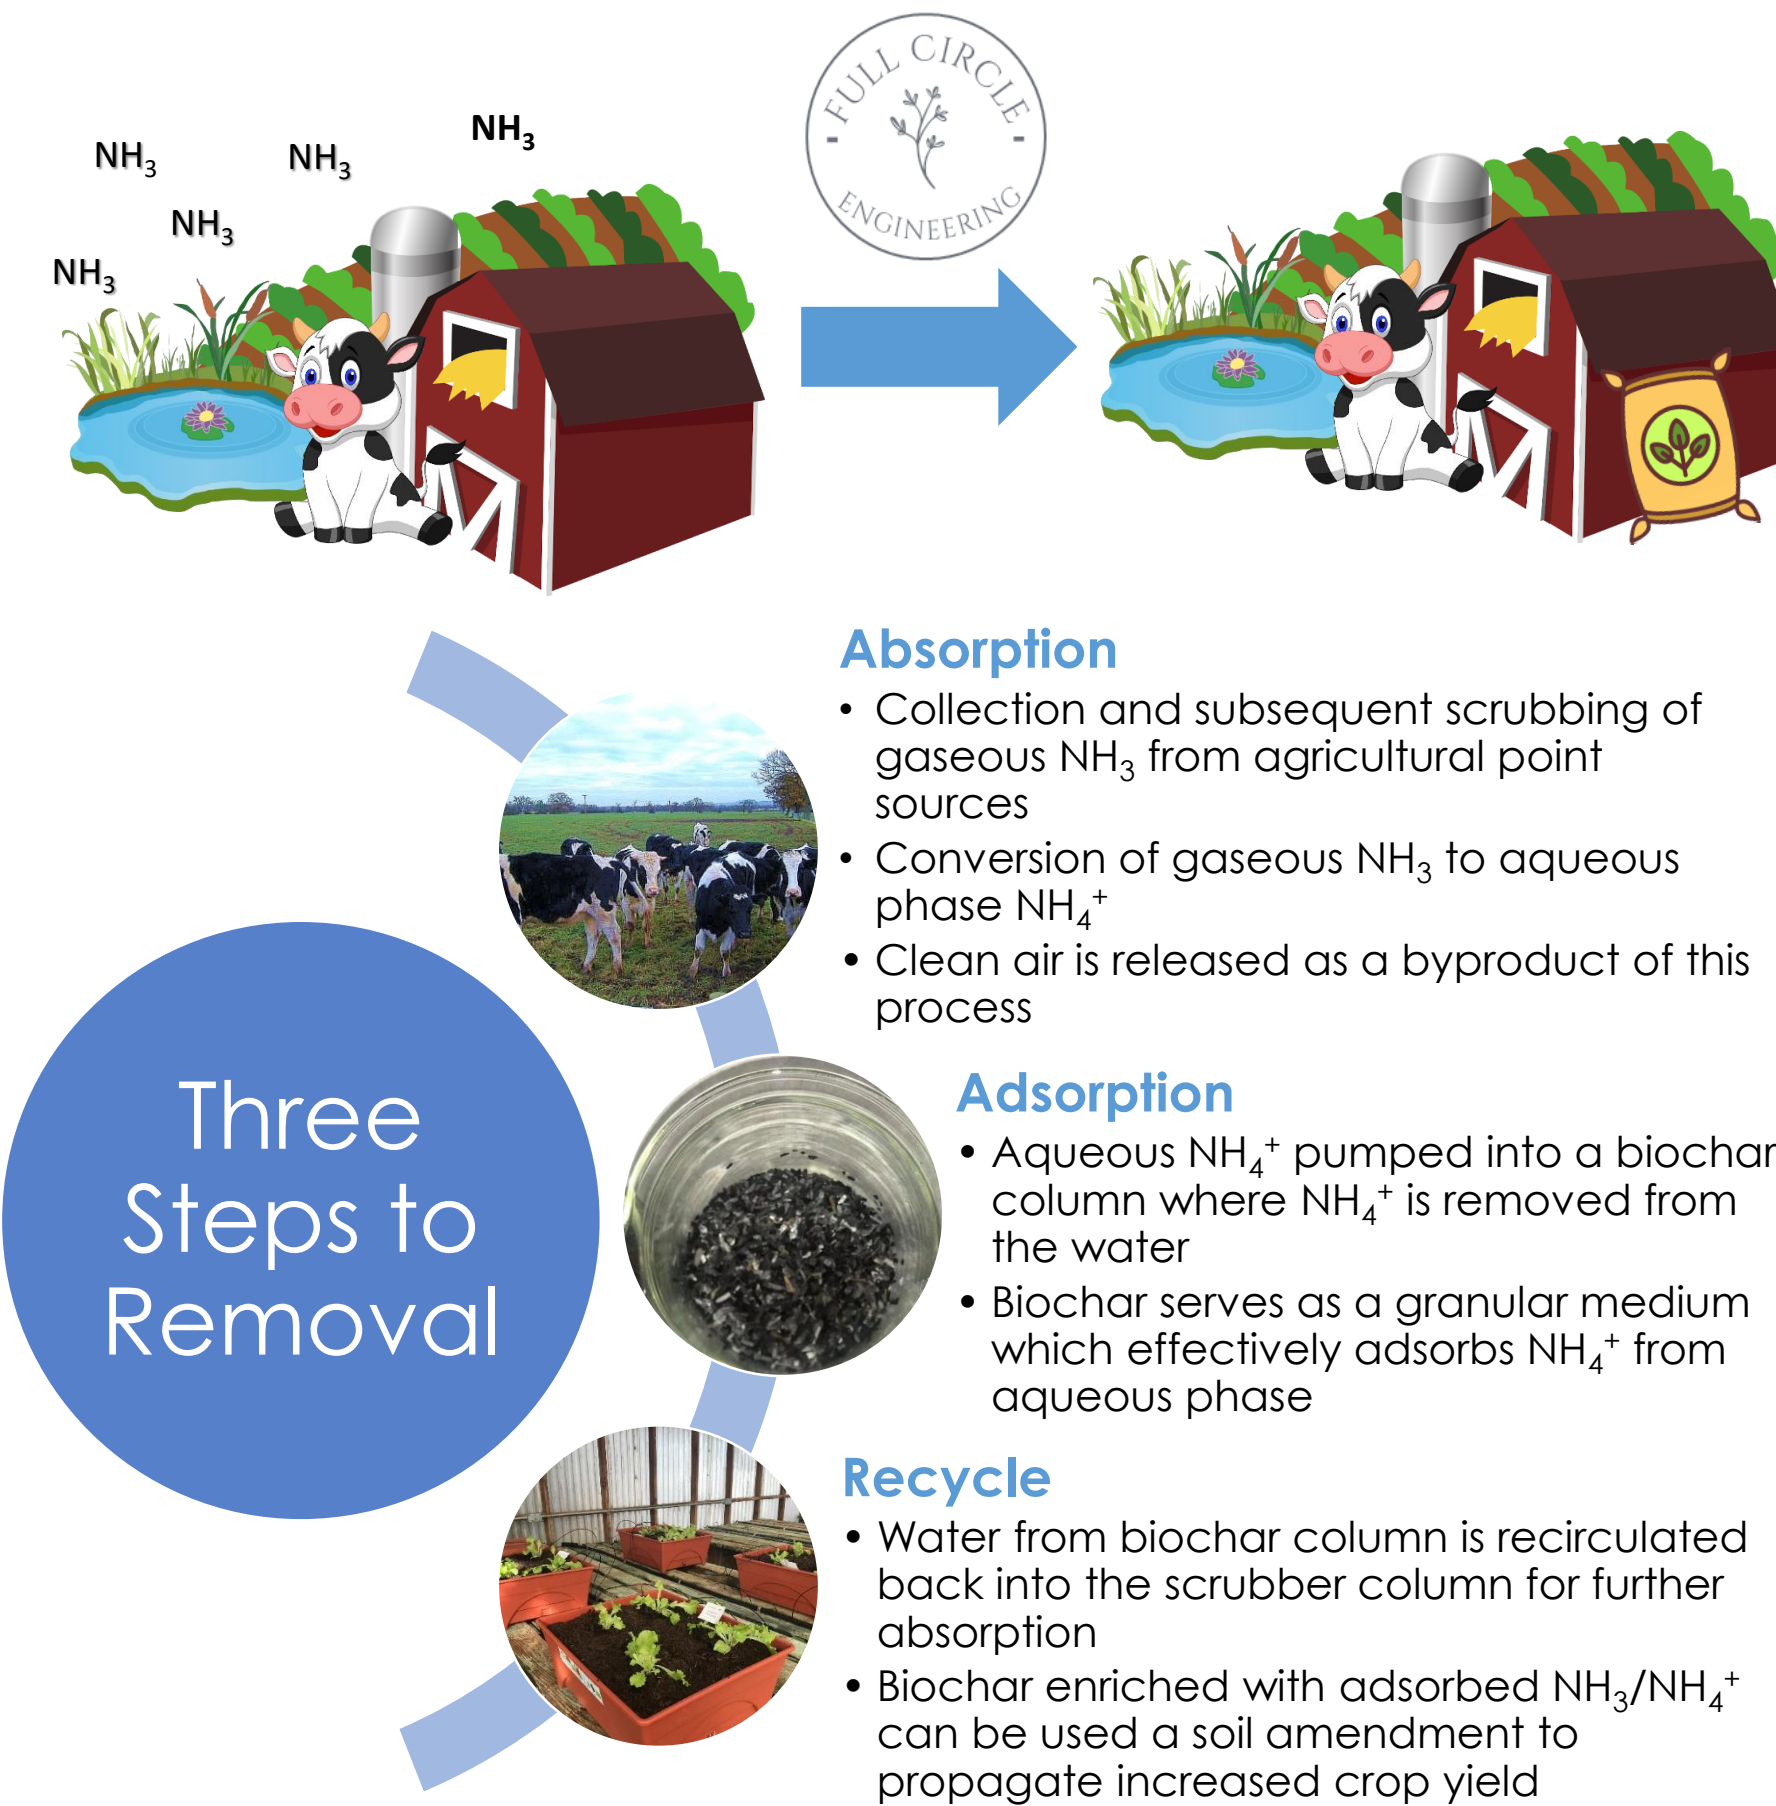 FULL CIRCLE
ENGINEERING
NH₃
NH₃
NH₃
NH₃
NH₃
Three
Steps to
Removal
Absorption
• Collection and subsequent scrubbing of
gaseous NH₃ from agricultural point
sources
• Conversion of gaseous NH₃ to aqueous
phase NH₄⁺
• Clean air is released as a byproduct of this
process
Adsorption
• Aqueous NH₄⁺ pumped into a biochar
column where NH₄⁺ is removed from
the water
• Biochar serves as a granular medium
which effectively adsorbs NH₄⁺ from
aqueous phase
Recycle
• Water from biochar column is recirculated
back into the scrubber column for further
absorption
• Biochar enriched with adsorbed NH₃/NH₄⁺
can be used a soil amendment to
propagate increased crop yield